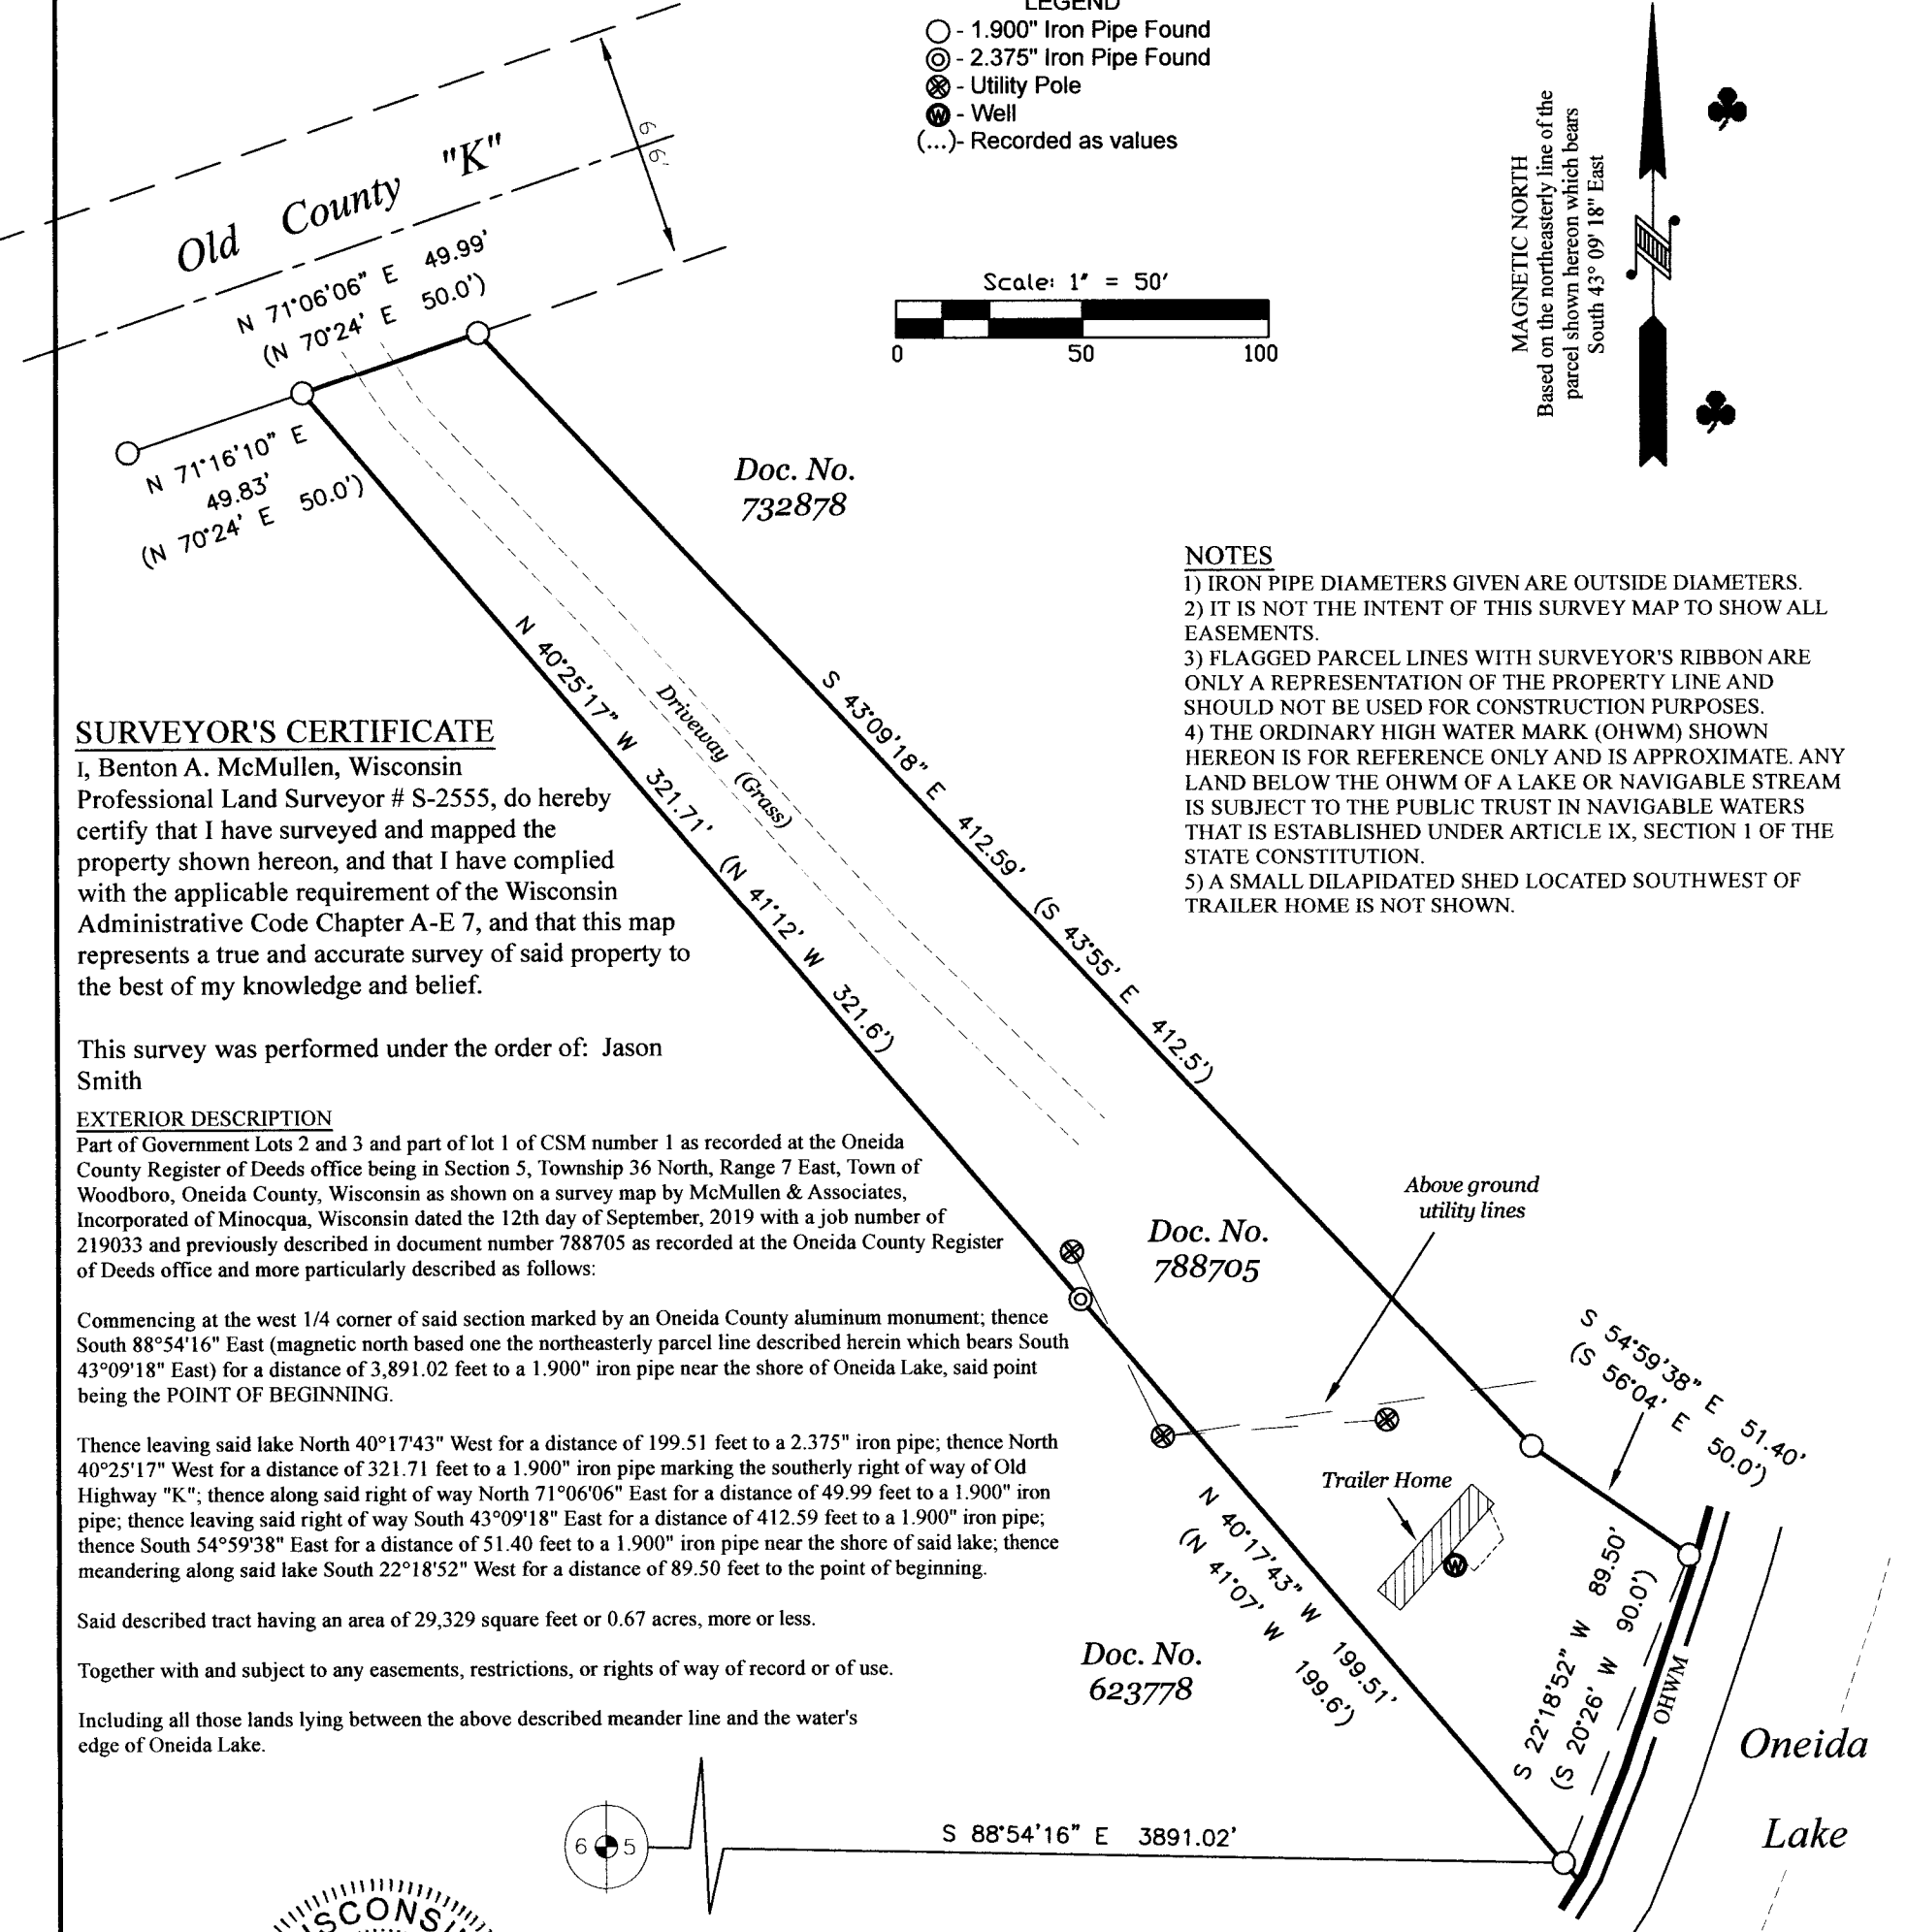 LEGEND
- 1.900" Iron Pipe Found
- 2.375" Iron Pipe Found
- Utility Pole
W - Well
(...)- Recorded as values
Old County "K"
66'
N 71°06'06" E 49.99'
(N 70°24' E 50.0')
N 71°16'10" E
49.83'
(N 70°24' E 50.0')
Scale: 1" = 50'
0 50 100
MAGNETIC NORTH
Based on the northeasterly line of the
parcel shown hereon which bears
South 43° 09' 18" East
N
Doc. No.
732878
NOTES
1) IRON PIPE DIAMETERS GIVEN ARE OUTSIDE DIAMETERS.
2) IT IS NOT THE INTENT OF THIS SURVEY MAP TO SHOW ALL
EASEMENTS.
3) FLAGGED PARCEL LINES WITH SURVEYOR'S RIBBON ARE
ONLY A REPRESENTATION OF THE PROPERTY LINE AND
SHOULD NOT BE USED FOR CONSTRUCTION PURPOSES.
4) THE ORDINARY HIGH WATER MARK (OHWM) SHOWN
HEREON IS FOR REFERENCE ONLY AND IS APPROXIMATE. ANY
LAND BELOW THE OHWM OF A LAKE OR NAVIGABLE STREAM
IS SUBJECT TO THE PUBLIC TRUST IN NAVIGABLE WATERS
THAT IS ESTABLISHED UNDER ARTICLE IX, SECTION 1 OF THE
STATE CONSTITUTION.
5) A SMALL DILAPIDATED SHED LOCATED SOUTHWEST OF
TRAILER HOME IS NOT SHOWN.
N 40°25'17" W 321.71' (N 41°12' W 321.6')
Driveway (Grass)
S 43°09'18" E 412.59' (S 43°55' E 412.5')
SURVEYOR'S CERTIFICATE
I, Benton A. McMullen, Wisconsin
Professional Land Surveyor # S-2555, do hereby
certify that I have surveyed and mapped the
property shown hereon, and that I have complied
with the applicable requirement of the Wisconsin
Administrative Code Chapter A-E 7, and that this map
represents a true and accurate survey of said property to
the best of my knowledge and belief.
This survey was performed under the order of: Jason
Smith
EXTERIOR DESCRIPTION
Part of Government Lots 2 and 3 and part of lot 1 of CSM number 1 as recorded at the Oneida
County Register of Deeds office being in Section 5, Township 36 North, Range 7 East, Town of
Woodboro, Oneida County, Wisconsin as shown on a survey map by McMullen & Associates,
Incorporated of Minocqua, Wisconsin dated the 12th day of September, 2019 with a job number of
219033 and previously described in document number 788705 as recorded at the Oneida County Register
of Deeds office and more particularly described as follows:
Commencing at the west 1/4 corner of said section marked by an Oneida County aluminum monument; thence
South 88°54'16" East (magnetic north based one the northeasterly parcel line described herein which bears South
43°09'18" East) for a distance of 3,891.02 feet to a 1.900" iron pipe near the shore of Oneida Lake, said point
being the POINT OF BEGINNING.
Thence leaving said lake North 40°17'43" West for a distance of 199.51 feet to a 2.375" iron pipe; thence North
40°25'17" West for a distance of 321.71 feet to a 1.900" iron pipe marking the southerly right of way of Old
Highway "K"; thence along said right of way North 71°06'06" East for a distance of 49.99 feet to a 1.900" iron
pipe; thence leaving said right of way South 43°09'18" East for a distance of 412.59 feet to a 1.900" iron pipe;
thence South 54°59'38" East for a distance of 51.40 feet to a 1.900" iron pipe near the shore of said lake; thence
meandering along said lake South 22°18'52" West for a distance of 89.50 feet to the point of beginning.
Said described tract having an area of 29,329 square feet or 0.67 acres, more or less.
Together with and subject to any easements, restrictions, or rights of way of record or of use.
Including all those lands lying between the above described meander line and the water's
edge of Oneida Lake.
Doc. No.
788705
Above ground
utility lines
S 54°59'38" E 51.40'
(S 56°04' E 50.0')
Trailer Home
W
N 40°17'43" W 199.51'
(N 41°07' W 199.6')
Doc. No.
623778
S 22°18'52" W 89.50'
(S 20°26' W 90.0')
OHWM
Oneida
Lake
6 5
S 88°54'16" E 3891.02'
ISCONSI